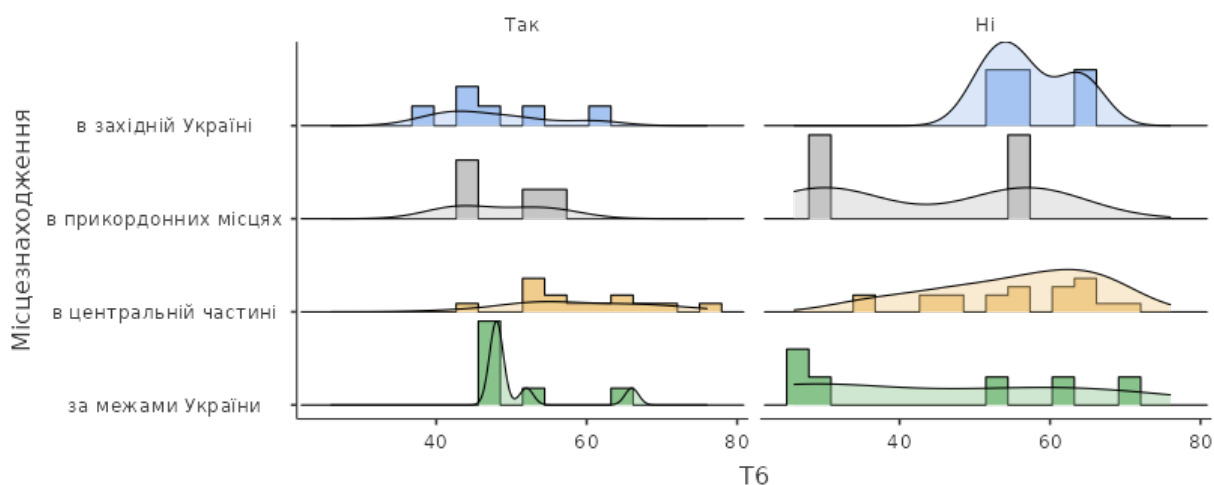 Так
Ні
Місцезнаходження
в західній Україні
в прикордонних місцях
в центральній частині
за межами України
40
60
80
40
60
80
T6